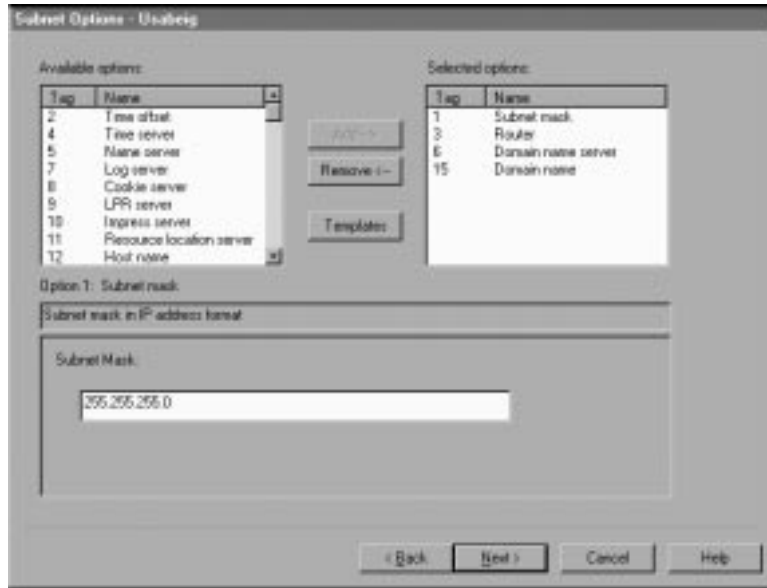 Subnet Options - Usabeig
Available options:
Selected options:
Tag Name
2 Time offset
4 Time server
5 Name server
7 Log server
8 Cookie server
9 LPR server
10 Impress server
11 Resource location server
12 Host name
Add -->
Remove <--
Templates
Tag Name
1 Subnet mask
3 Router
6 Domain name server
15 Domain name
Option 1: Subnet mask
Subnet mask in IP address format
Subnet Mask:
255.255.255.0
< Back
Next >
Cancel
Help